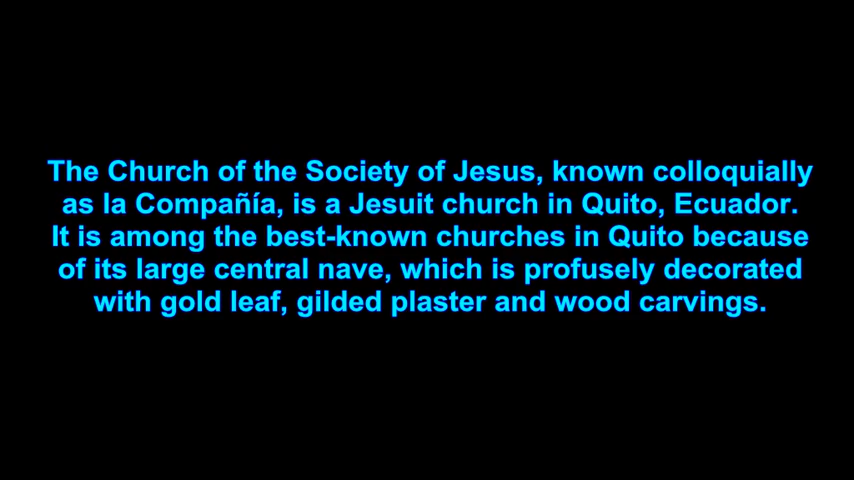 The Church of the Society of Jesus, known colloquially
as la Compañía, is a Jesuit church in Quito, Ecuador.
It is among the best-known churches in Quito because
of its large central nave, which is profusely decorated
with gold leaf, gilded plaster and wood carvings.